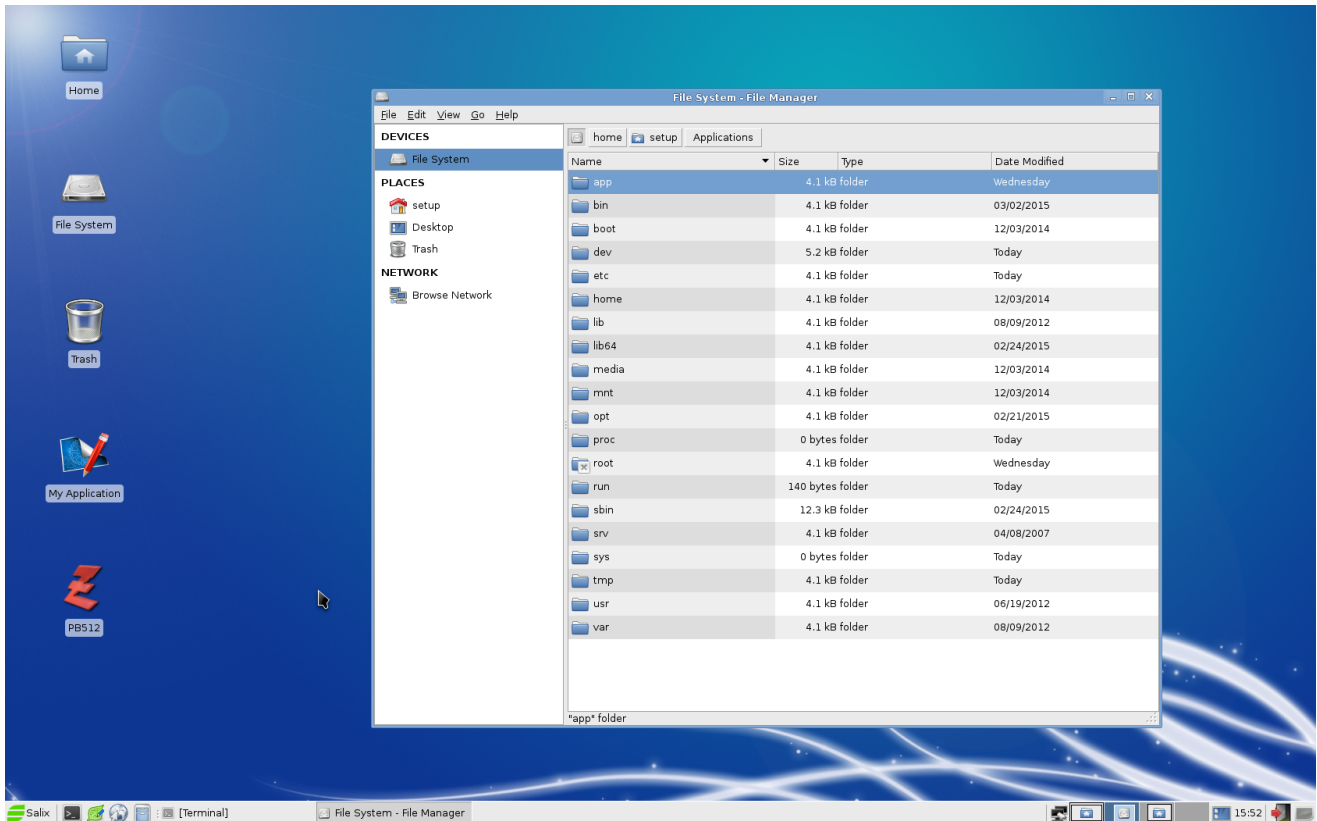 Home
File System
Trash
My Application
PB512
File System - File Manager
File Edit View Go Help
DEVICES
File System
PLACES
setup
Desktop
Trash
NETWORK
Browse Network
home setup Applications
Name Size Type Date Modified
app 4.1 kB folder Wednesday
bin 4.1 kB folder 03/02/2015
boot 4.1 kB folder 12/03/2014
dev 5.2 kB folder Today
etc 4.1 kB folder Today
home 4.1 kB folder 12/03/2014
lib 4.1 kB folder 08/09/2012
lib64 4.1 kB folder 02/24/2015
media 4.1 kB folder 12/03/2014
mnt 4.1 kB folder 12/03/2014
opt 4.1 kB folder 02/21/2015
proc 0 bytes folder Today
root 4.1 kB folder Wednesday
run 140 bytes folder Today
sbin 12.3 kB folder 02/24/2015
srv 4.1 kB folder 04/08/2007
sys 0 bytes folder Today
tmp 4.1 kB folder Today
usr 4.1 kB folder 06/19/2012
var 4.1 kB folder 08/09/2012
"app" folder
Salix [Terminal] File System - File Manager 15:52